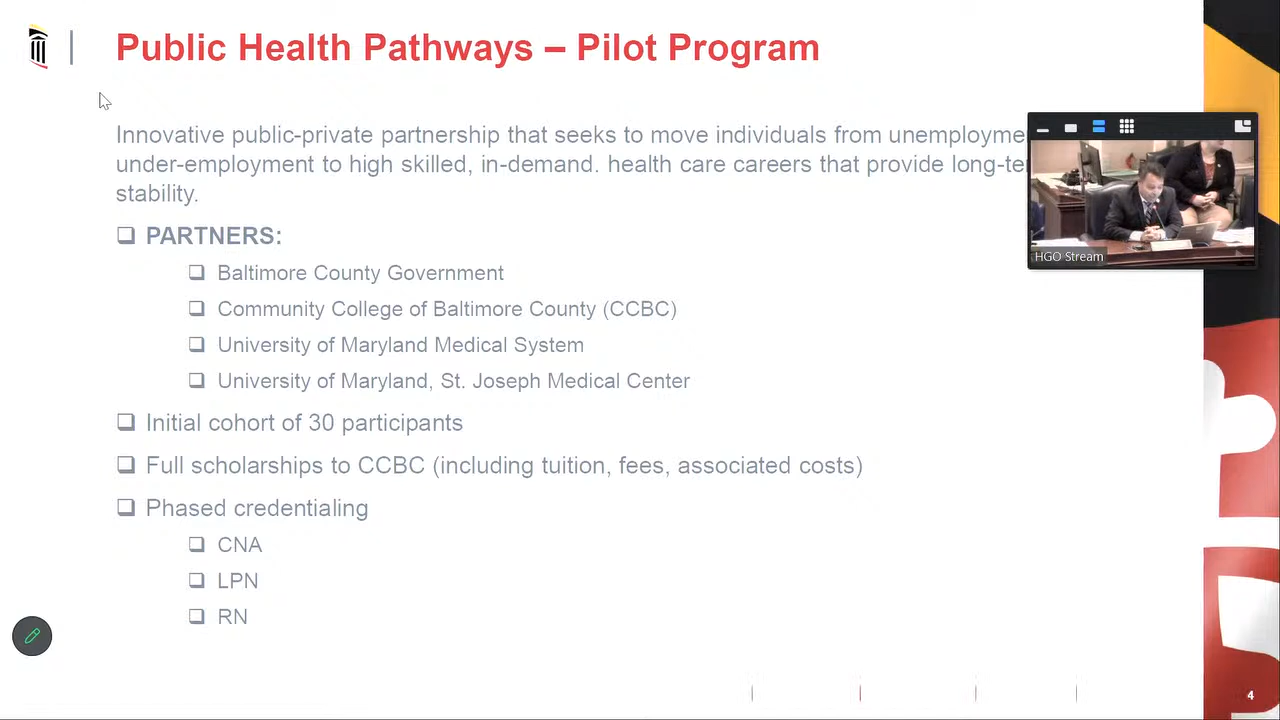 Public Health Pathways – Pilot Program
Innovative public-private partnership that seeks to move individuals from
under-employment to high skilled, in-demand. health care careers that provide
stability.
PARTNERS:
Baltimore County Government
Community College of Baltimore County (CCBC)
University of Maryland Medical System
University of Maryland, St. Joseph Medical Center
Initial cohort of 30 participants
Full scholarships to CCBC (including tuition, fees, associated costs)
Phased credentialing
CNA
LPN
RN
HGO Stream
4